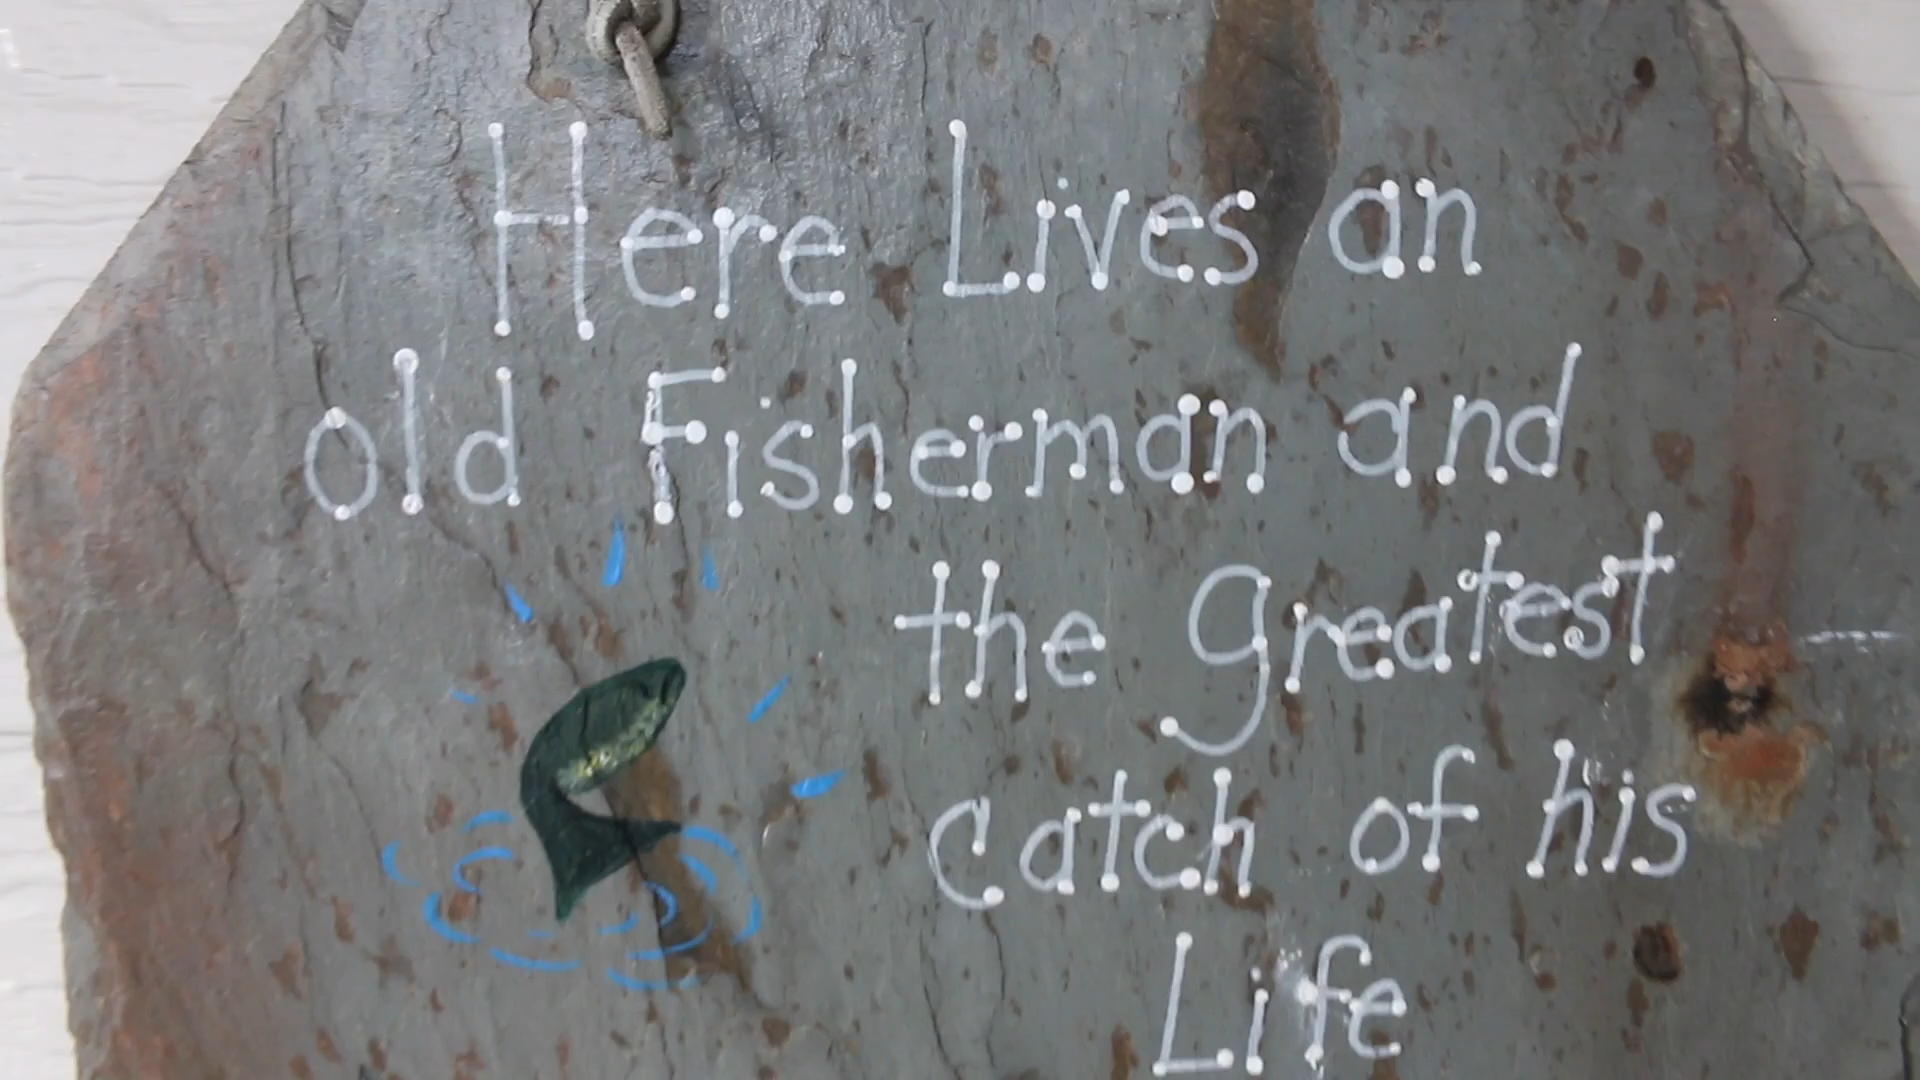 Here Lives an
old Fisherman and
the greatest
catch of his
Life